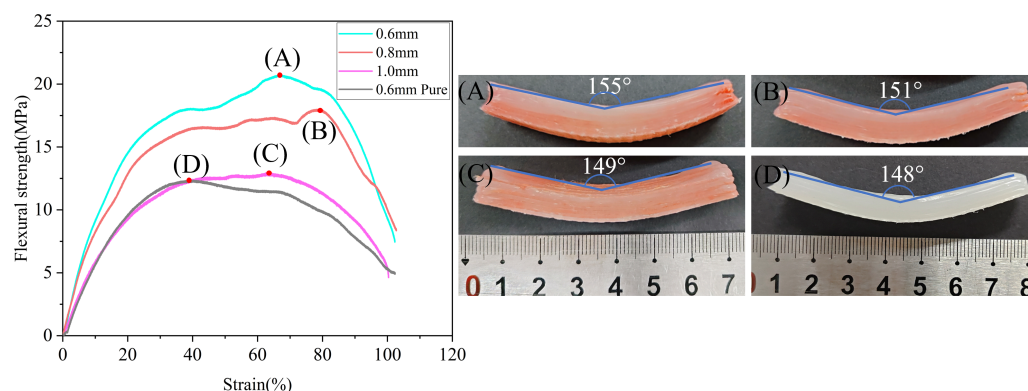 25
20
15
10
5
0
0 20 40 60 80 100 120
Flexural strength(MPa)
Strain(%)
0.6mm
0.8mm
1.0mm
0.6mm Pure
(A)
(B)
(C)
(D)
(A) 155°
(B) 151°
(C) 149°
(D) 148°
0 1 2 3 4 5 6 7
0 1 2 3 4 5 6 7 8